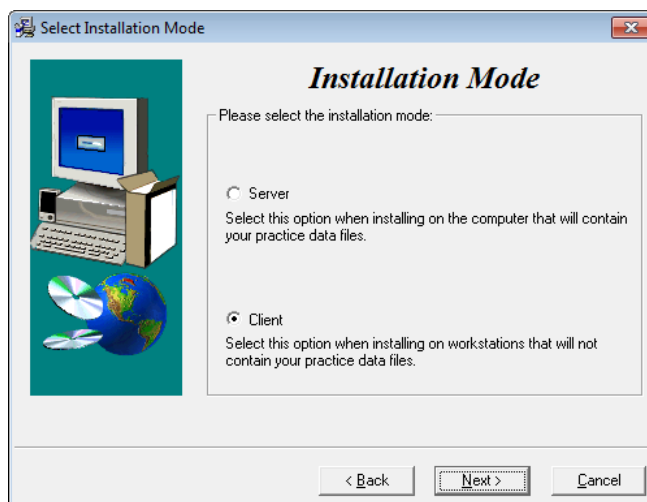 Select Installation Mode
Installation Mode
Please select the installation mode:
Server
Select this option when installing on the computer that will contain
your practice data files.
Client
Select this option when installing on workstations that will not
contain your practice data files.
< Back
Next >
Cancel